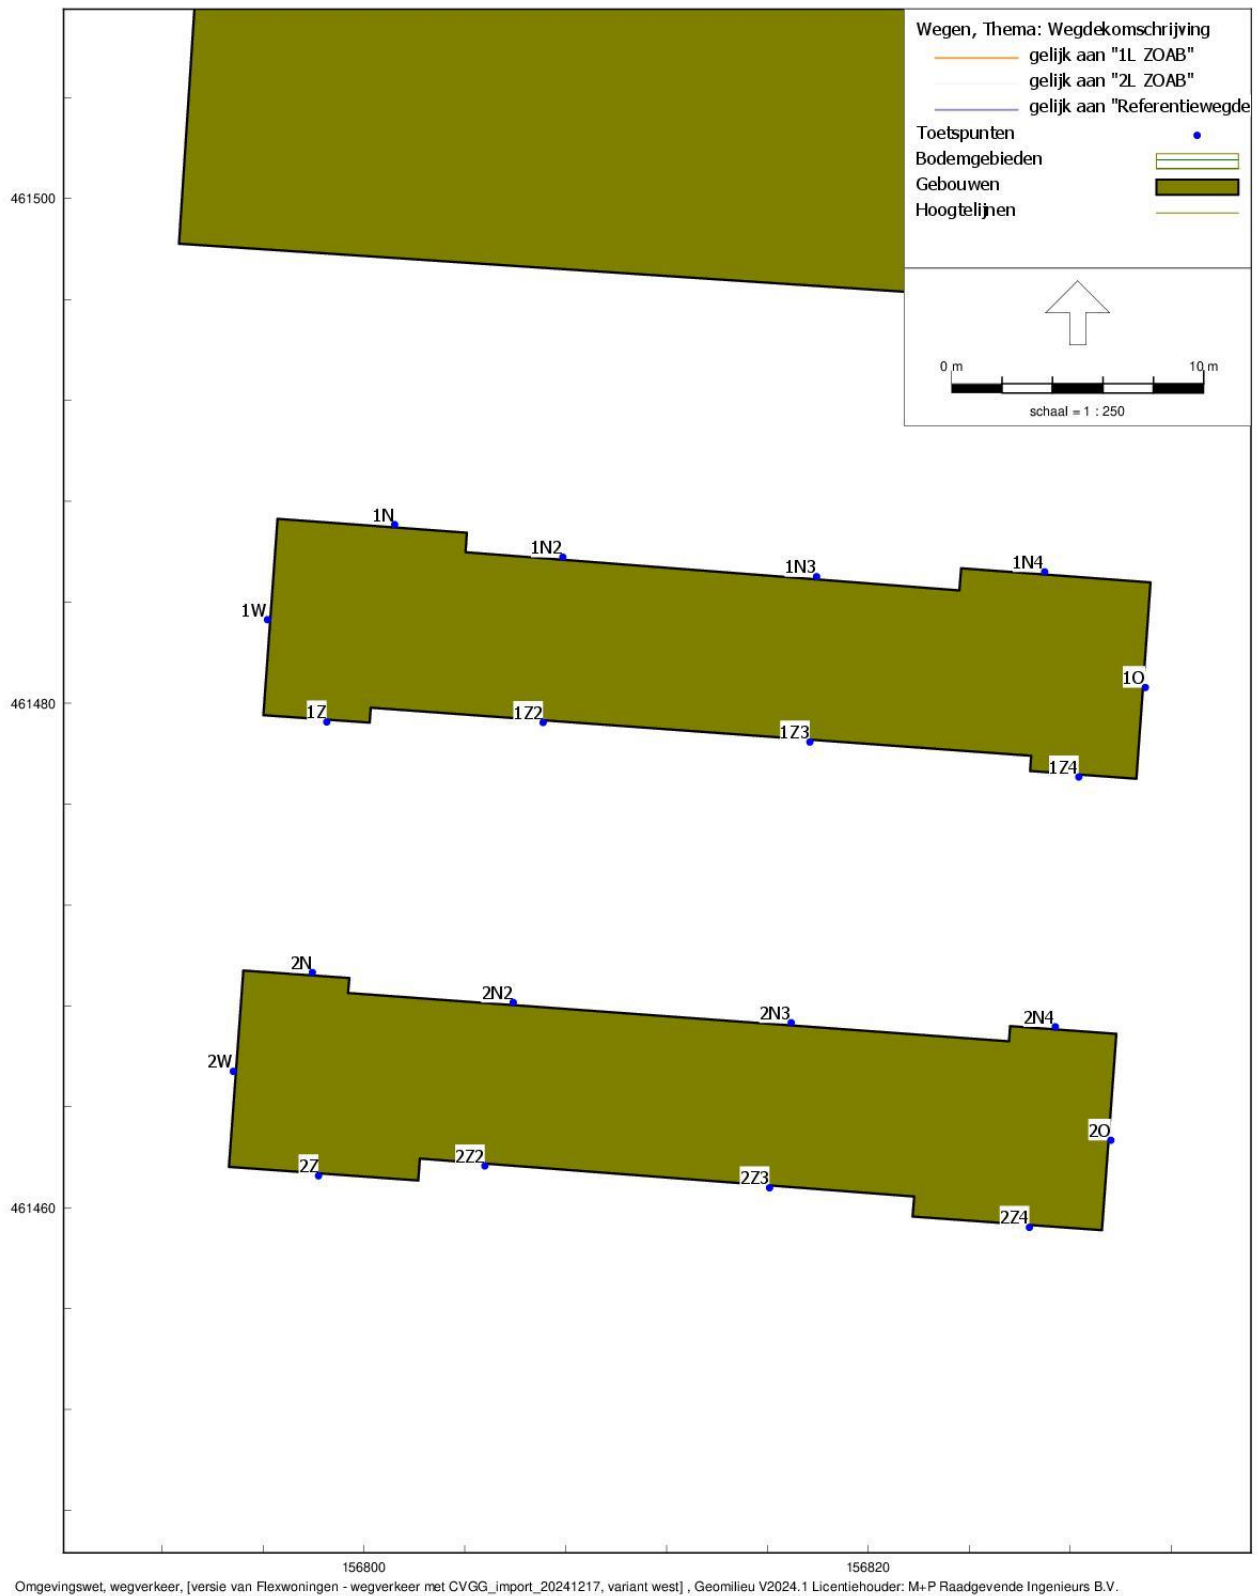 Wegen, Thema: Wegdekomschrijving
gelijk aan "1L ZOAB"
gelijk aan "2L ZOAB"
gelijk aan "Referentiewegde
Toetspunten
Bodemgebieden
Gebouwen
Hoogtelijnen
0 m 10 m
schaal = 1 : 250
461500
1N
1N2
1N3
1N4
1W
1O
461480
1Z
1Z2
1Z3
1Z4
2N
2N2
2N3
2N4
2W
2O
2Z
2Z2
2Z3
2Z4
461460
156800 156820
Omgevingswet, wegverkeer, [versie van Flexwoningen - wegverkeer met CVGG_import_20241217, variant west] , Geomilieu V2024.1 Licentiehouder: M+P Raadgevende Ingenieurs B.V.